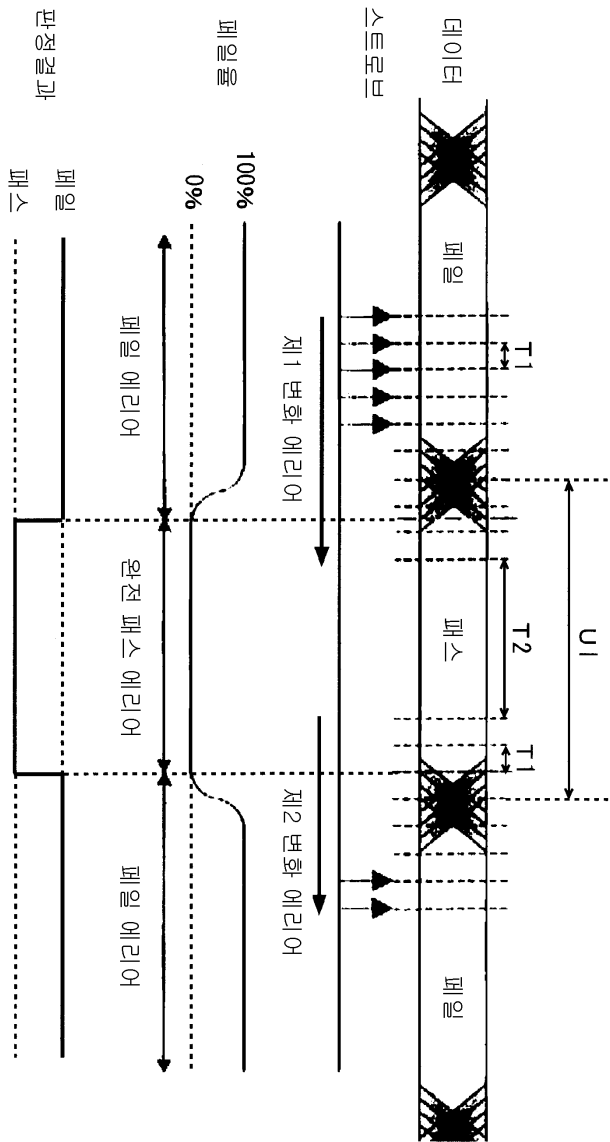 UI
T1
T2
T1
데이터
페일
패스
페일
스트로브
제1 변화 에리어
제2 변화 에리어
페일율
100%
0%
페일 에리어
완전 패스 에리어
페일 에리어
판정결과
페일
패스